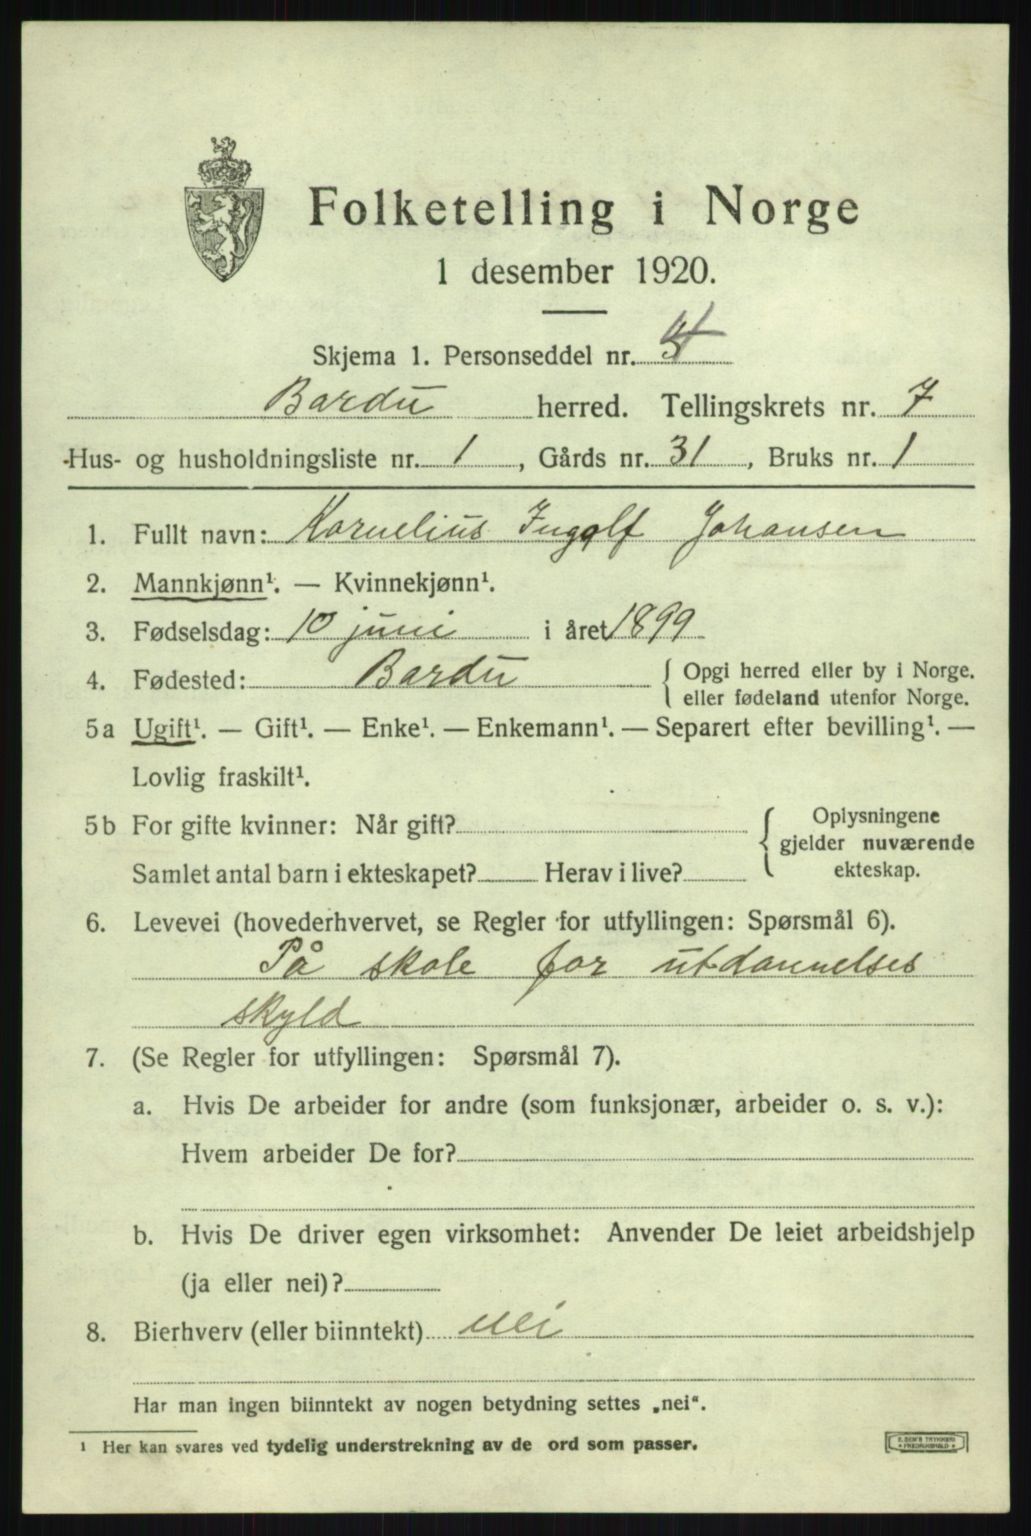 Folketelling i Norge
1 desember 1920.
Skjema 1. Personseddel nr. 4
Bardu herred. Tellingskrets nr. 7
Hus- og husholdningsliste nr. 1, Gårds nr. 31, Bruks nr. 1
1. Fullt navn: Kornelius Ingolf Johansen
2. Mannkjønn¹. — Kvinnekjønn¹.
3. Fødselsdag: 10 juni i året 1899
4. Fødested: Bardu { Opgi herred eller by i Norge.
eller fødeland utenfor Norge.
5a Ugift¹. — Gift¹. — Enke¹. — Enkemann¹. — Separert efter bevilling¹. —
Lovlig fraskilt¹.
5b For gifte kvinner: Når gift? { Oplysningene
gjelder nuværende
Samlet antal barn i ekteskapet? Herav i live? ekteskap.
6. Levevei (hovederhvervet, se Regler for utfyllingen: Spørsmål 6).
På skole for utdannelses
skyld
7. (Se Regler for utfyllingen: Spørsmål 7).
a. Hvis De arbeider for andre (som funksjonær, arbeider o. s. v.):
Hvem arbeider De for?
b. Hvis De driver egen virksomhet: Anvender De leiet arbeidshjelp
(ja eller nei)?
8. Bierhverv (eller biinntekt) nei
Har man ingen biinntekt av nogen betydning settes „nei“.
¹ Her kan svares ved tydelig understrekning av de ord som passer.